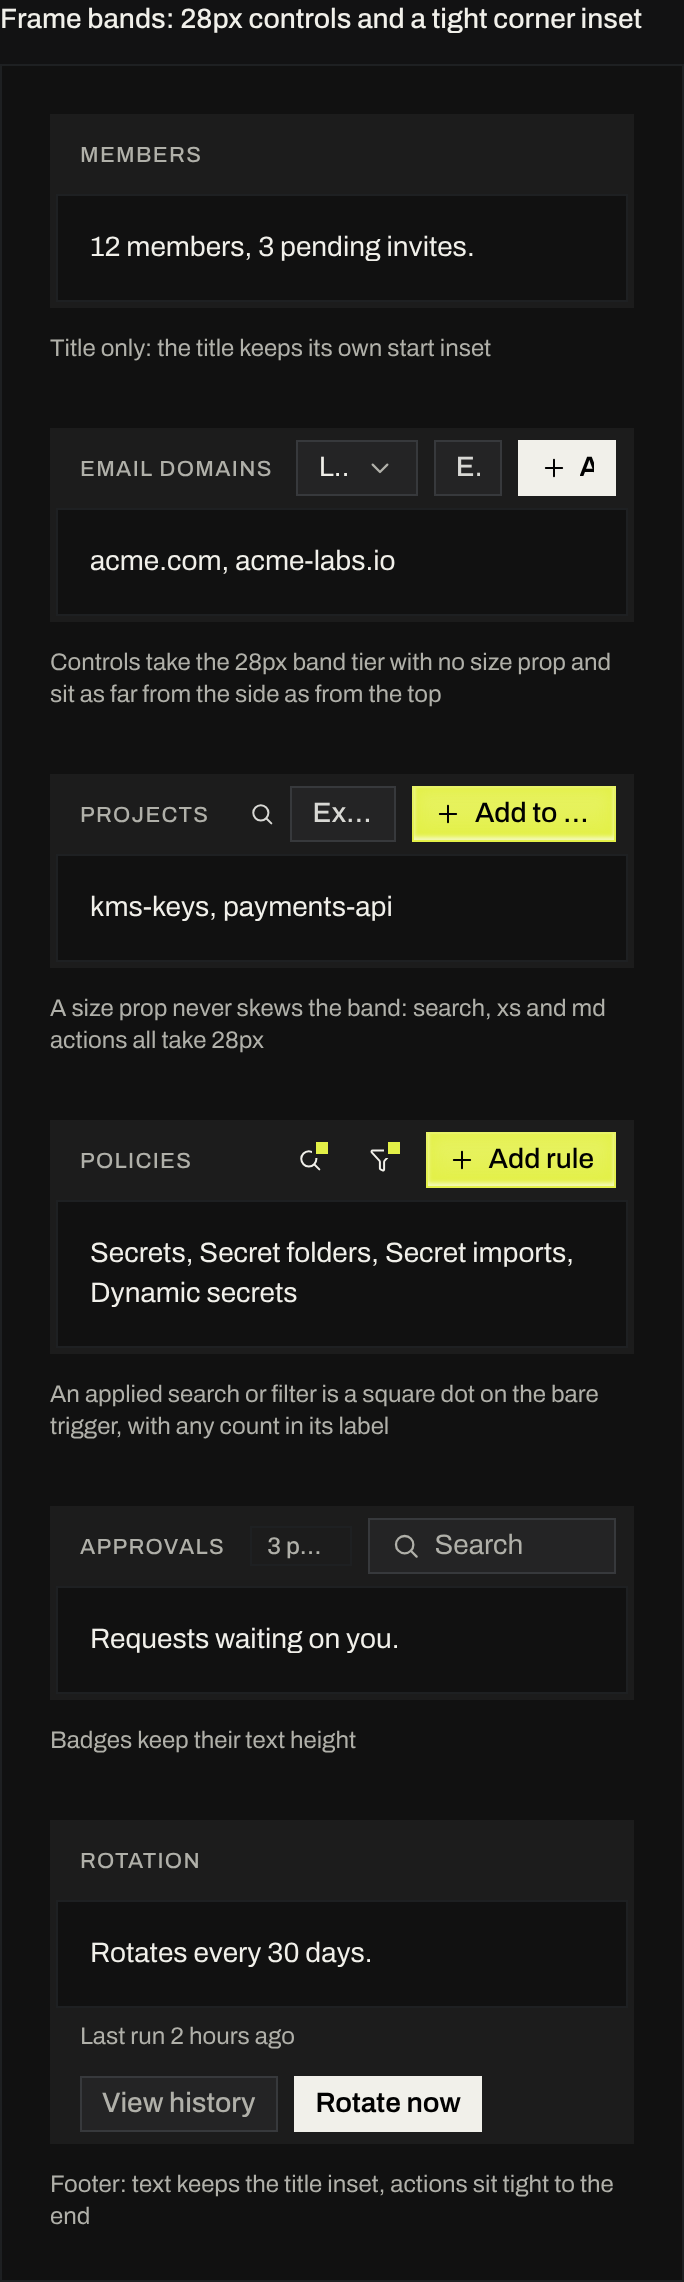 Frame bands: 28px controls and a tight corner inset
MEMBERS
12 members, 3 pending invites.
Title only: the title keeps its own start inset
EMAIL DOMAINS L.. E. + A
acme.com, acme-labs.io
Controls take the 28px band tier with no size prop and
sit as far from the side as from the top
PROJECTS Ex... + Add to ...
kms-keys, payments-api
A size prop never skews the band: search, xs and md
actions all take 28px
POLICIES + Add rule
Secrets, Secret folders, Secret imports,
Dynamic secrets
An applied search or filter is a square dot on the bare
trigger, with any count in its label
APPROVALS 3 p... Search
Requests waiting on you.
Badges keep their text height
ROTATION
Rotates every 30 days.
Last run 2 hours ago
View history Rotate now
Footer: text keeps the title inset, actions sit tight to the
end